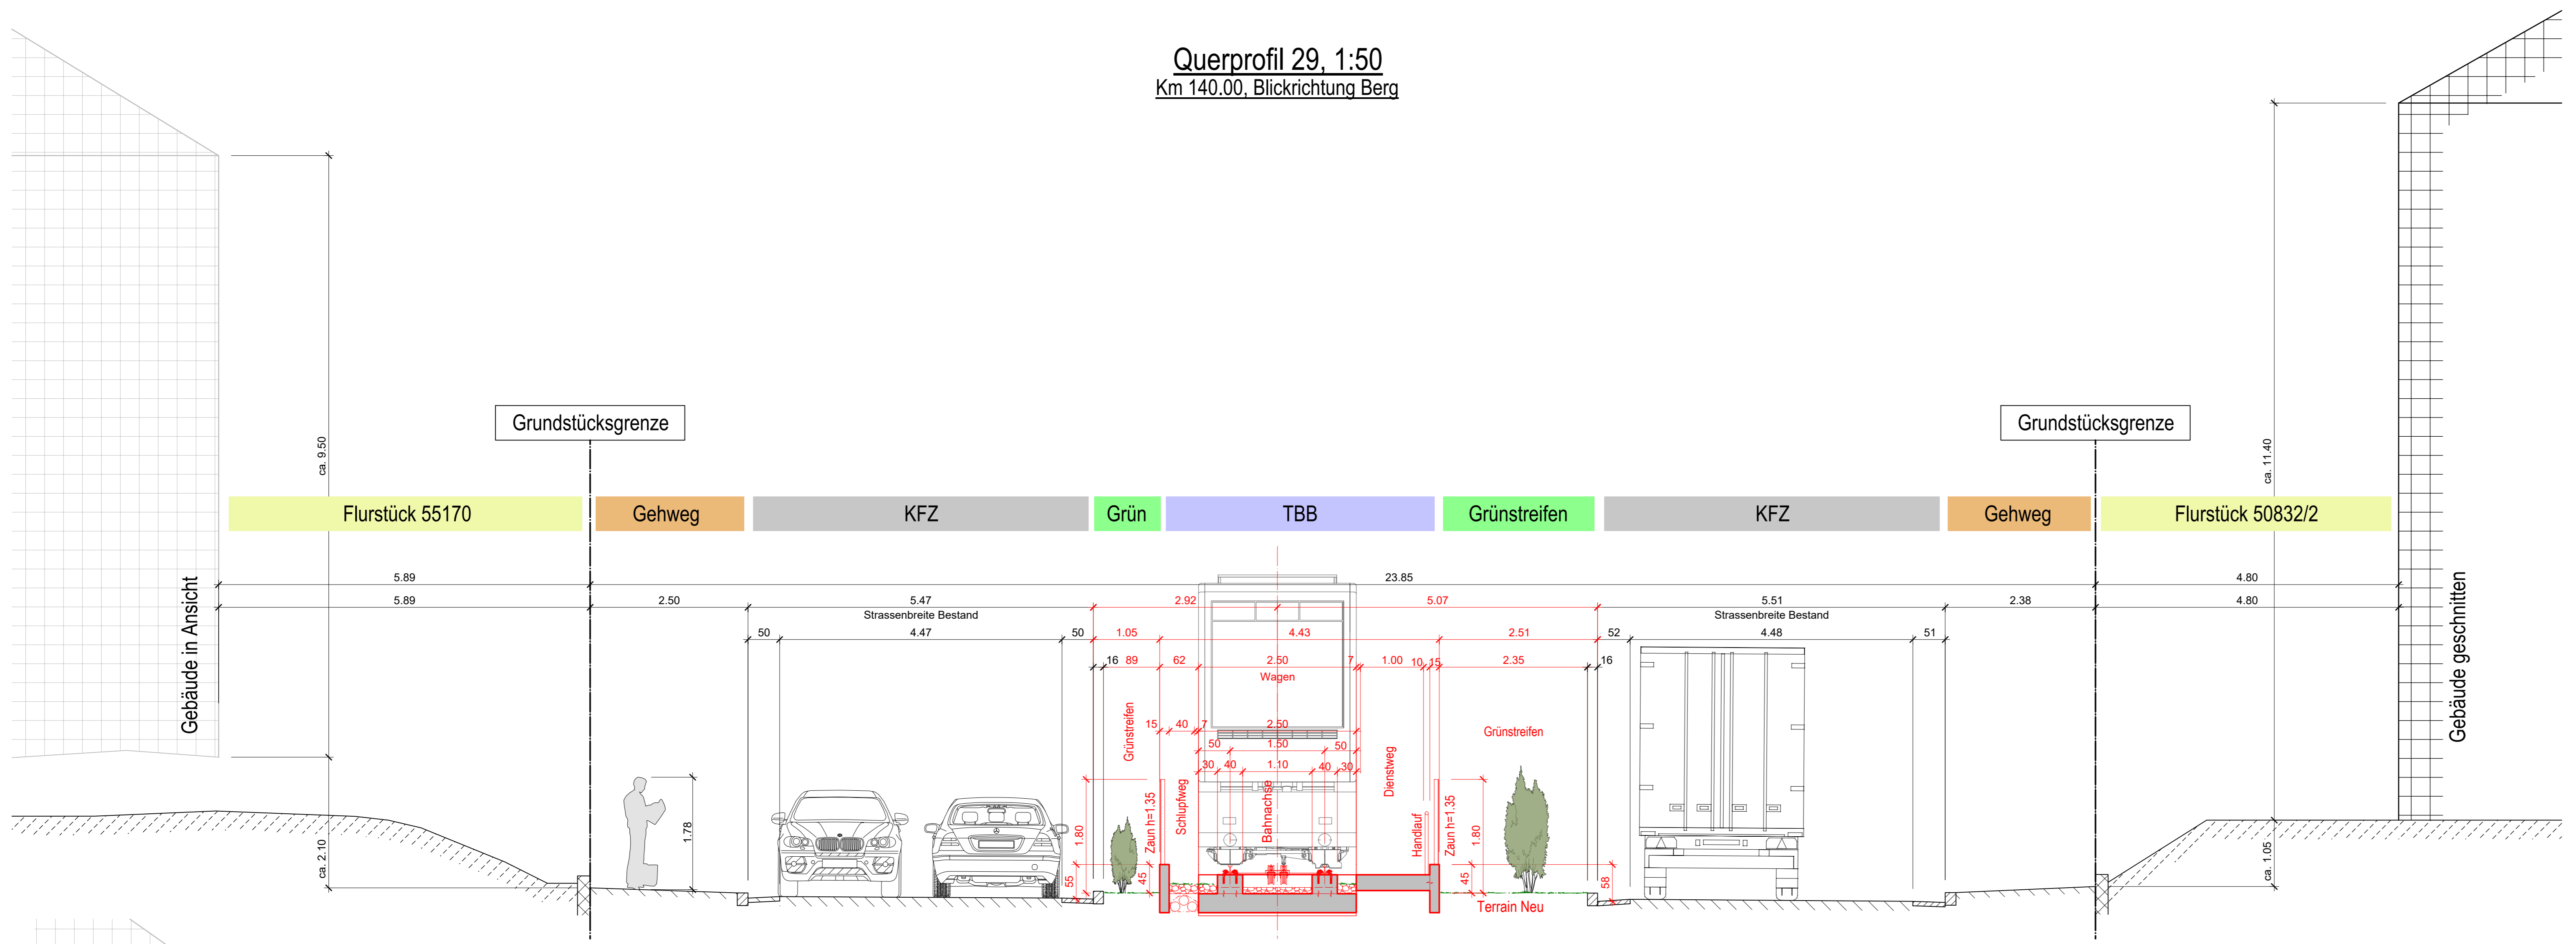 Querprofil 29, 1:50
Km 140.00, Blickrichtung Berg
Grundstücksgrenze
Grundstücksgrenze
ca. 9.50
ca. 11.40
Flurstück 55170
Gehweg
KFZ
Grün
TBB
Grünstreifen
KFZ
Gehweg
Flurstück 50832/2
Gebäude in Ansicht
Gebäude geschnitten
5.89
23.85
4.80
5.89
2.50
5.47
2.92
5.07
5.51
2.38
4.80
Strassenbreite Bestand
Strassenbreite Bestand
50
4.47
50
1.05
4.43
2.51
52
4.48
51
16
89
62
2.50
7
1.00
10
15
2.35
16
Wagen
Grünstreifen
15
40
7
2.50
Grünstreifen
50
1.50
50
30
40
1.10
40
30
Schlupfweg
Bahnachse
Dienstweg
Zaun h=1.35
Handlauf
Zaun h=1.35
1.78
1.80
1.80
ca. 2.10
ca. 1.05
55
45
45
58
Terrain Neu